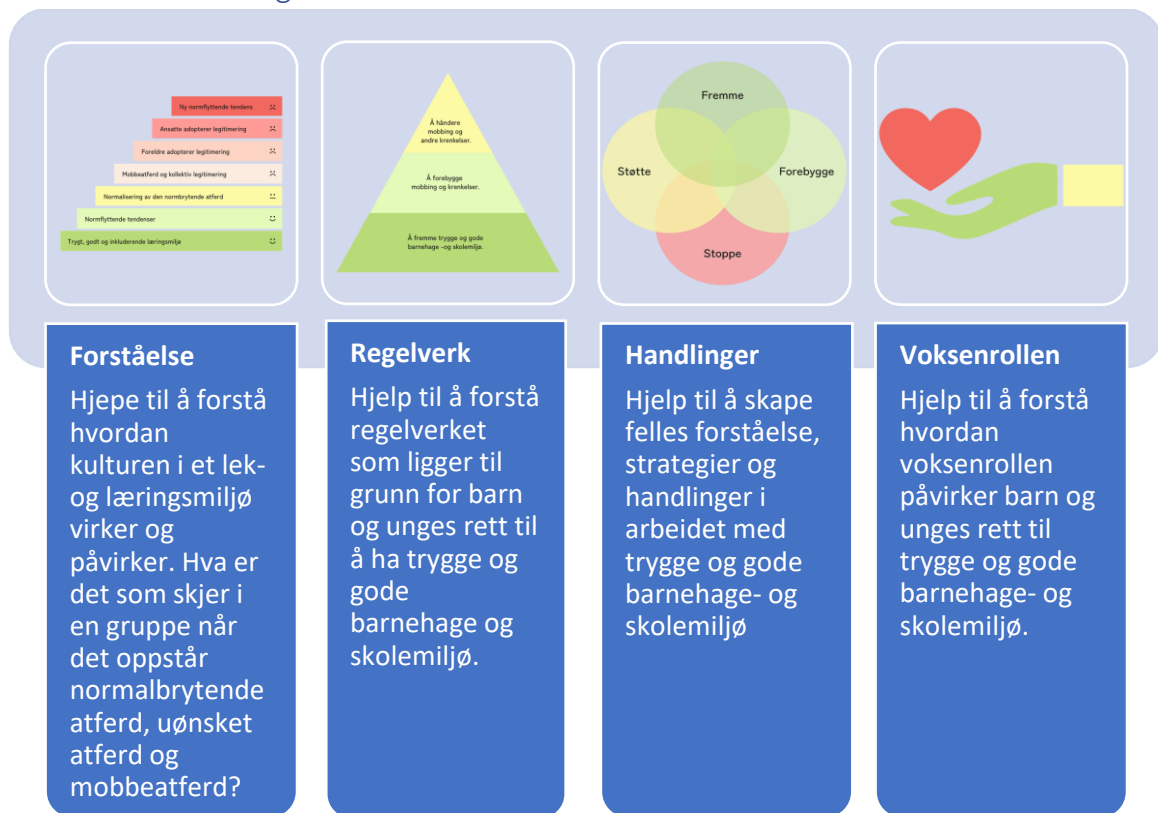 Ny normflyttende tendens
Ansatte adopterer legitimering
Foreldre adopterer legitimering
Mobbeatferd og kollektiv legitimering
Normalisering av den normbrytende atferd
Normflyttende tendenser
Trygt, godt og inkluderende læringsmiljø
Å håndere
mobbing og
andre krenkelser.
Å forebygge
mobbing og krenkelser.
Å fremme trygge og gode
barnehage -og skolemiljø.
Fremme
Støtte
Forebygge
Stoppe
Forståelse
Hjepe til å forstå
hvordan
kulturen i et lek-
og læringsmiljø
virker og
påvirker. Hva er
det som skjer i
en gruppe når
det oppstår
normalbrytende
atferd, uønsket
atferd og
mobbeatferd?
Regelverk
Hjelp til å forstå
regelverket
som ligger til
grunn for barn
og unges rett til
å ha trygge og
gode
barnehage og
skolemiljø.
Handlinger
Hjelp til å skape
felles forståelse,
strategier og
handlinger i
arbeidet med
trygge og gode
barnehage- og
skolemiljø
Voksenrollen
Hjelp til å forstå
hvordan
voksenrollen
påvirker barn og
unges rett til
trygge og gode
barnehage- og
skolemiljø.